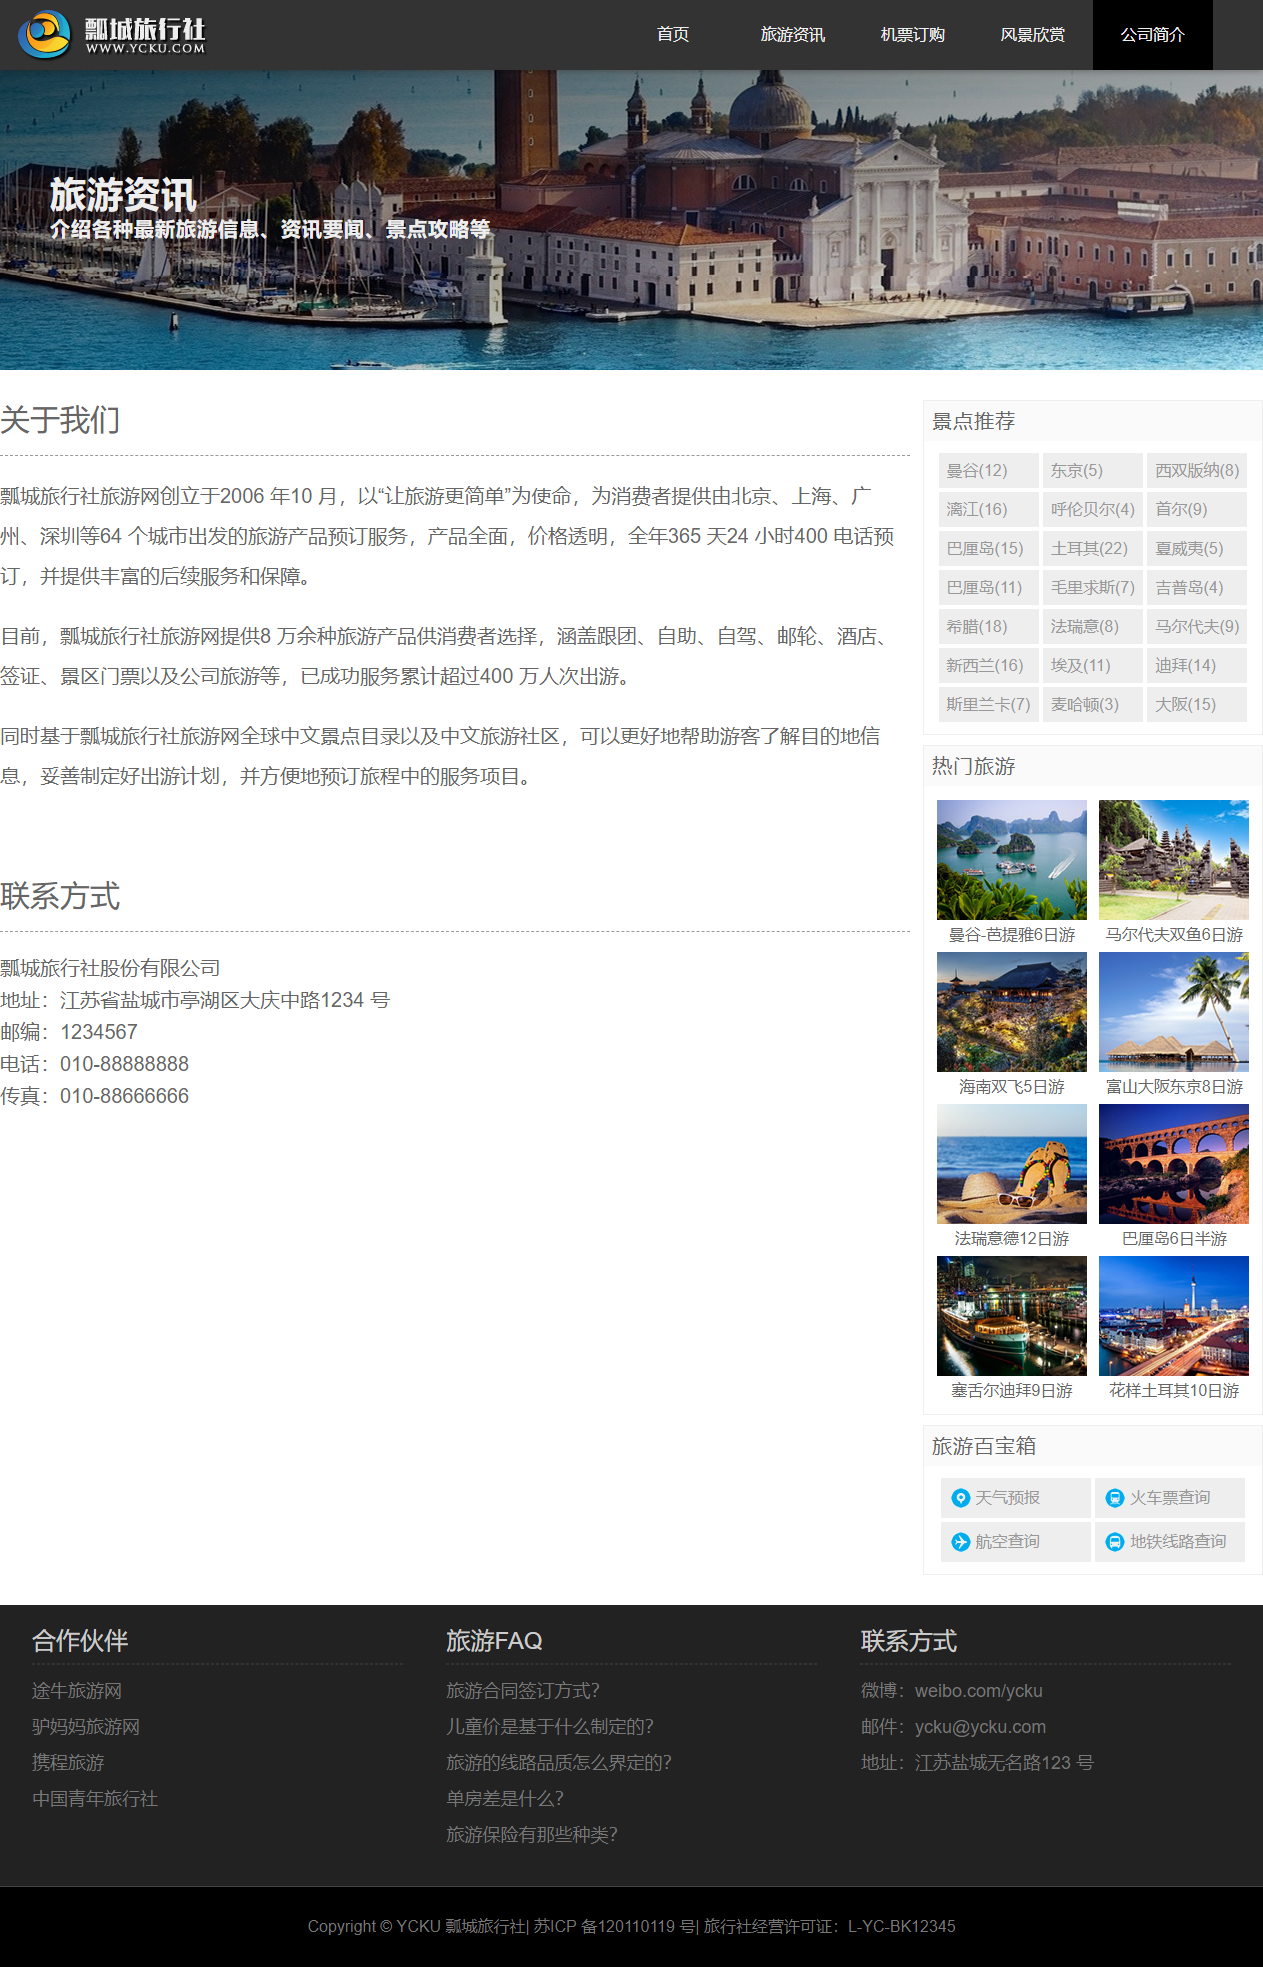 瓢城旅行社
WWW.YCKU.COM
首页
旅游资讯
机票订购
风景欣赏
公司简介
旅游资讯
介绍各种最新旅游信息、资讯要闻、景点攻略等
关于我们
瓢城旅行社旅游网创立于2006 年10 月，以“让旅游更简单”为使命，为消费者提供由北京、上海、广
州、深圳等64 个城市出发的旅游产品预订服务，产品全面，价格透明，全年365 天24 小时400 电话预
订，并提供丰富的后续服务和保障。
目前，瓢城旅行社旅游网提供8 万余种旅游产品供消费者选择，涵盖跟团、自助、自驾、邮轮、酒店、
签证、景区门票以及公司旅游等，已成功服务累计超过400 万人次出游。
同时基于瓢城旅行社旅游网全球中文景点目录以及中文旅游社区，可以更好地帮助游客了解目的地信
息，妥善制定好出游计划，并方便地预订旅程中的服务项目。
联系方式
瓢城旅行社股份有限公司
地址：江苏省盐城市亭湖区大庆中路1234 号
邮编：1234567
电话：010-88888888
传真：010-88666666
景点推荐
曼谷(12)
东京(5)
西双版纳(8)
漓江(16)
呼伦贝尔(4)
首尔(9)
巴厘岛(15)
土耳其(22)
夏威夷(5)
巴厘岛(11)
毛里求斯(7)
吉普岛(4)
希腊(18)
法瑞意(8)
马尔代夫(9)
新西兰(16)
埃及(11)
迪拜(14)
斯里兰卡(7)
麦哈顿(3)
大阪(15)
热门旅游
曼谷-芭提雅6日游
马尔代夫双鱼6日游
海南双飞5日游
富山大阪东京8日游
法瑞意德12日游
巴厘岛6日半游
塞舌尔迪拜9日游
花样土耳其10日游
旅游百宝箱
天气预报
火车票查询
航空查询
地铁线路查询
合作伙伴
途牛旅游网
驴妈妈旅游网
携程旅游
中国青年旅行社
旅游FAQ
旅游合同签订方式？
儿童价是基于什么制定的？
旅游的线路品质怎么界定的？
单房差是什么？
旅游保险有那些种类？
联系方式
微博：weibo.com/ycku
邮件：ycku@ycku.com
地址：江苏盐城无名路123 号
Copyright © YCKU 瓢城旅行社| 苏ICP 备120110119 号| 旅行社经营许可证：L-YC-BK12345